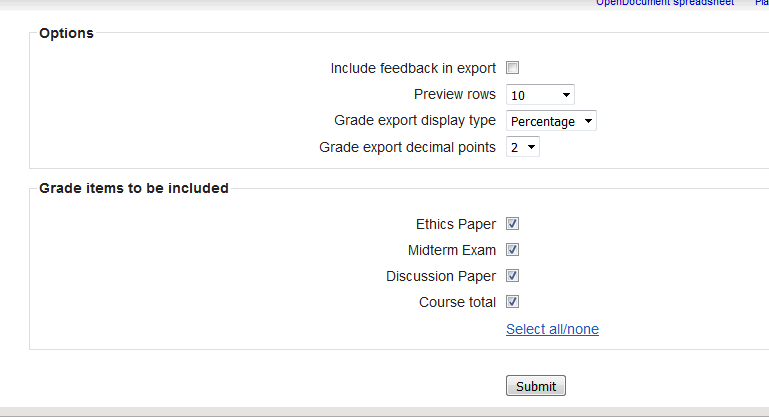 OpenDocument spreadsheet
Options
Include feedback in export
Preview rows 10
Grade export display type Percentage
Grade export decimal points 2
Grade items to be included
Ethics Paper
Midterm Exam
Discussion Paper
Course total
Select all/none
Submit